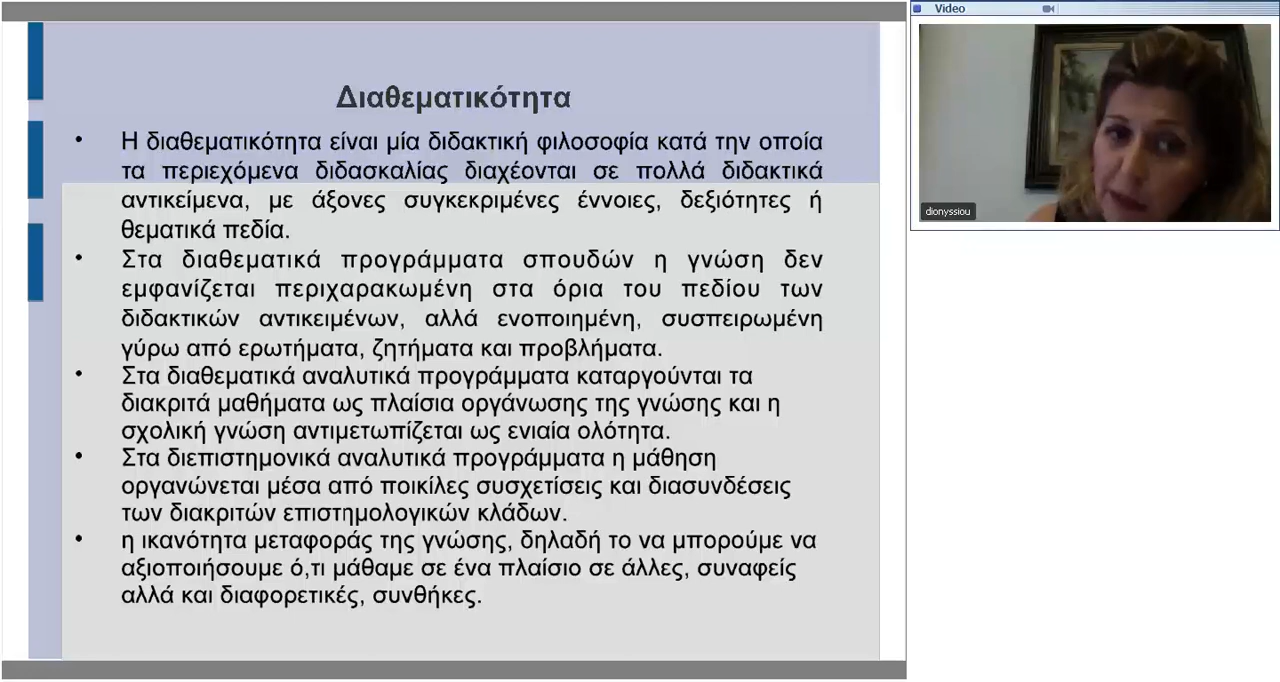 Διαθεματικότητα
• Η διαθεματικότητα είναι μία διδακτική φιλοσοφία κατά την οποία
τα περιεχόμενα διδασκαλίας διαχέονται σε πολλά διδακτικά
αντικείμενα, με άξονες συγκεκριμένες έννοιες, δεξιότητες ή
θεματικά πεδία.
• Στα διαθεματικά προγράμματα σπουδών η γνώση δεν
εμφανίζεται περιχαρακωμένη στα όρια του πεδίου των
διδακτικών αντικειμένων, αλλά ενοποιημένη, συσπειρωμένη
γύρω από ερωτήματα, ζητήματα και προβλήματα.
• Στα διαθεματικά αναλυτικά προγράμματα καταργούνται τα
διακριτά μαθήματα ως πλαίσια οργάνωσης της γνώσης και η
σχολική γνώση αντιμετωπίζεται ως ενιαία ολότητα.
• Στα διεπιστημονικά αναλυτικά προγράμματα η μάθηση
οργανώνεται μέσα από ποικίλες συσχετίσεις και διασυνδέσεις
των διακριτών επιστημολογικών κλάδων.
• η ικανότητα μεταφοράς της γνώσης, δηλαδή το να μπορούμε να
αξιοποιήσουμε ό,τι μάθαμε σε ένα πλαίσιο σε άλλες, συναφείς
αλλά και διαφορετικές, συνθήκες.
Video
dionyssiou